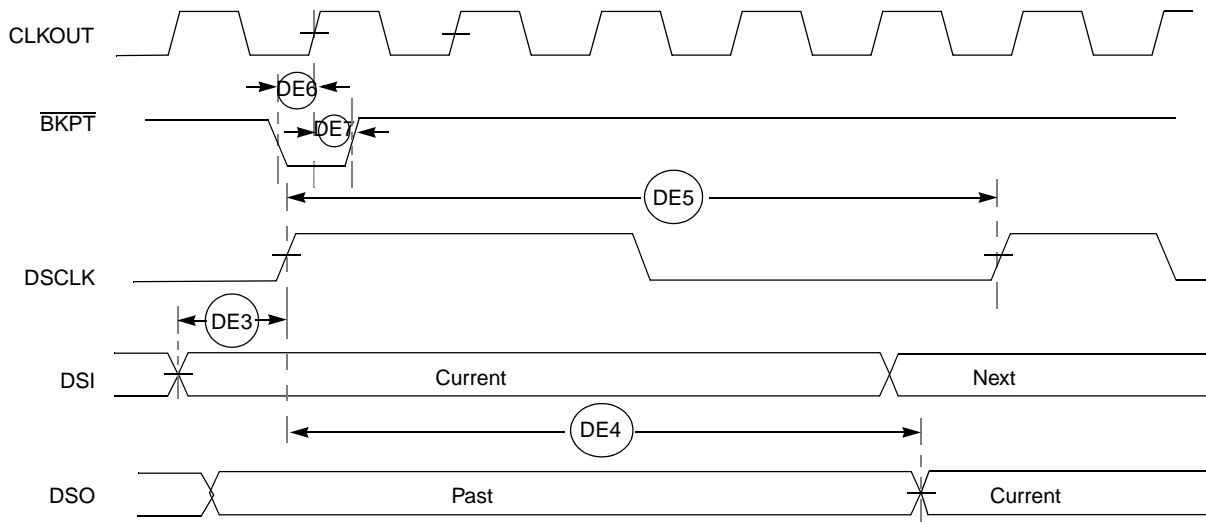 CLKOUT
DE6
BKPT
DE7
DE5
DSCLK
DE3
DSI
Current
Next
DE4
DSO
Past
Current